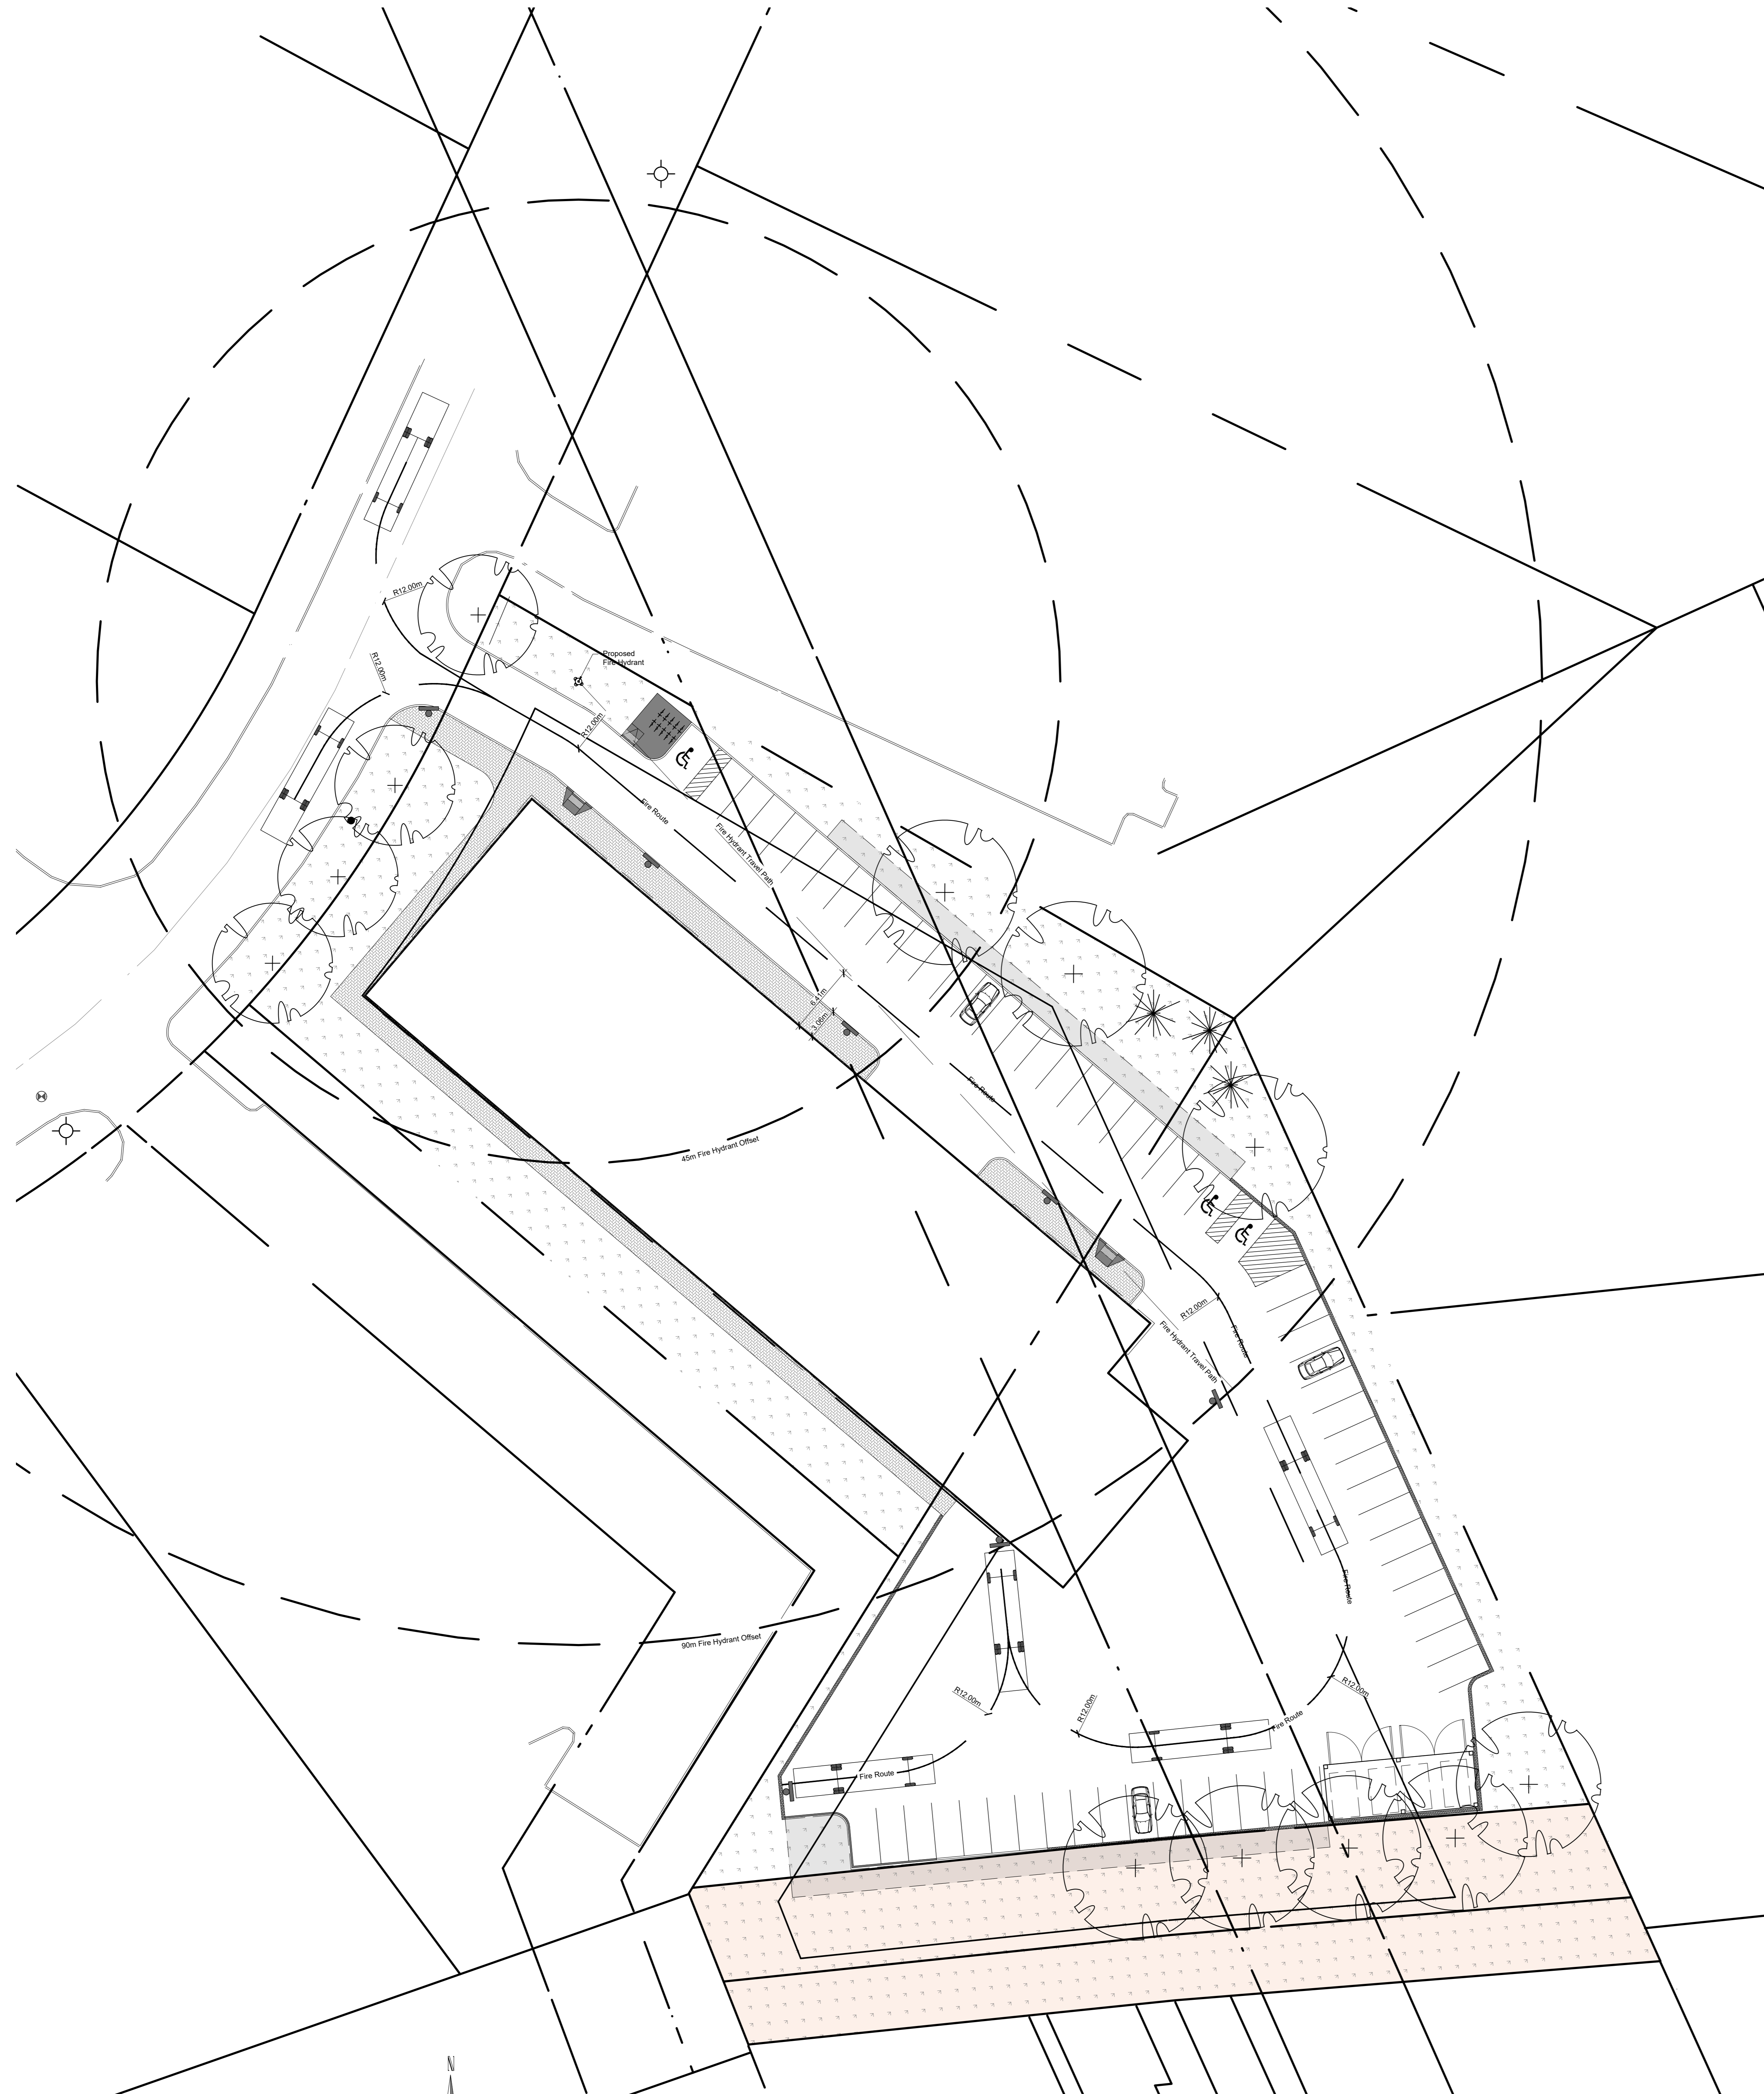 R12.00m
Proposed
Fire Hydrant
R12.00m
R12.00m
Fire Route
Fire Hydrant Travel Path
6.41m
3.06m
Fire Route
45m Fire Hydrant Offset
R12.00m
Fire Hydrant Travel Path
Fire Route
Fire Route
90m Fire Hydrant Offset
R12.00m
R12.00m
R12.00m
Fire Route
Fire Route
N